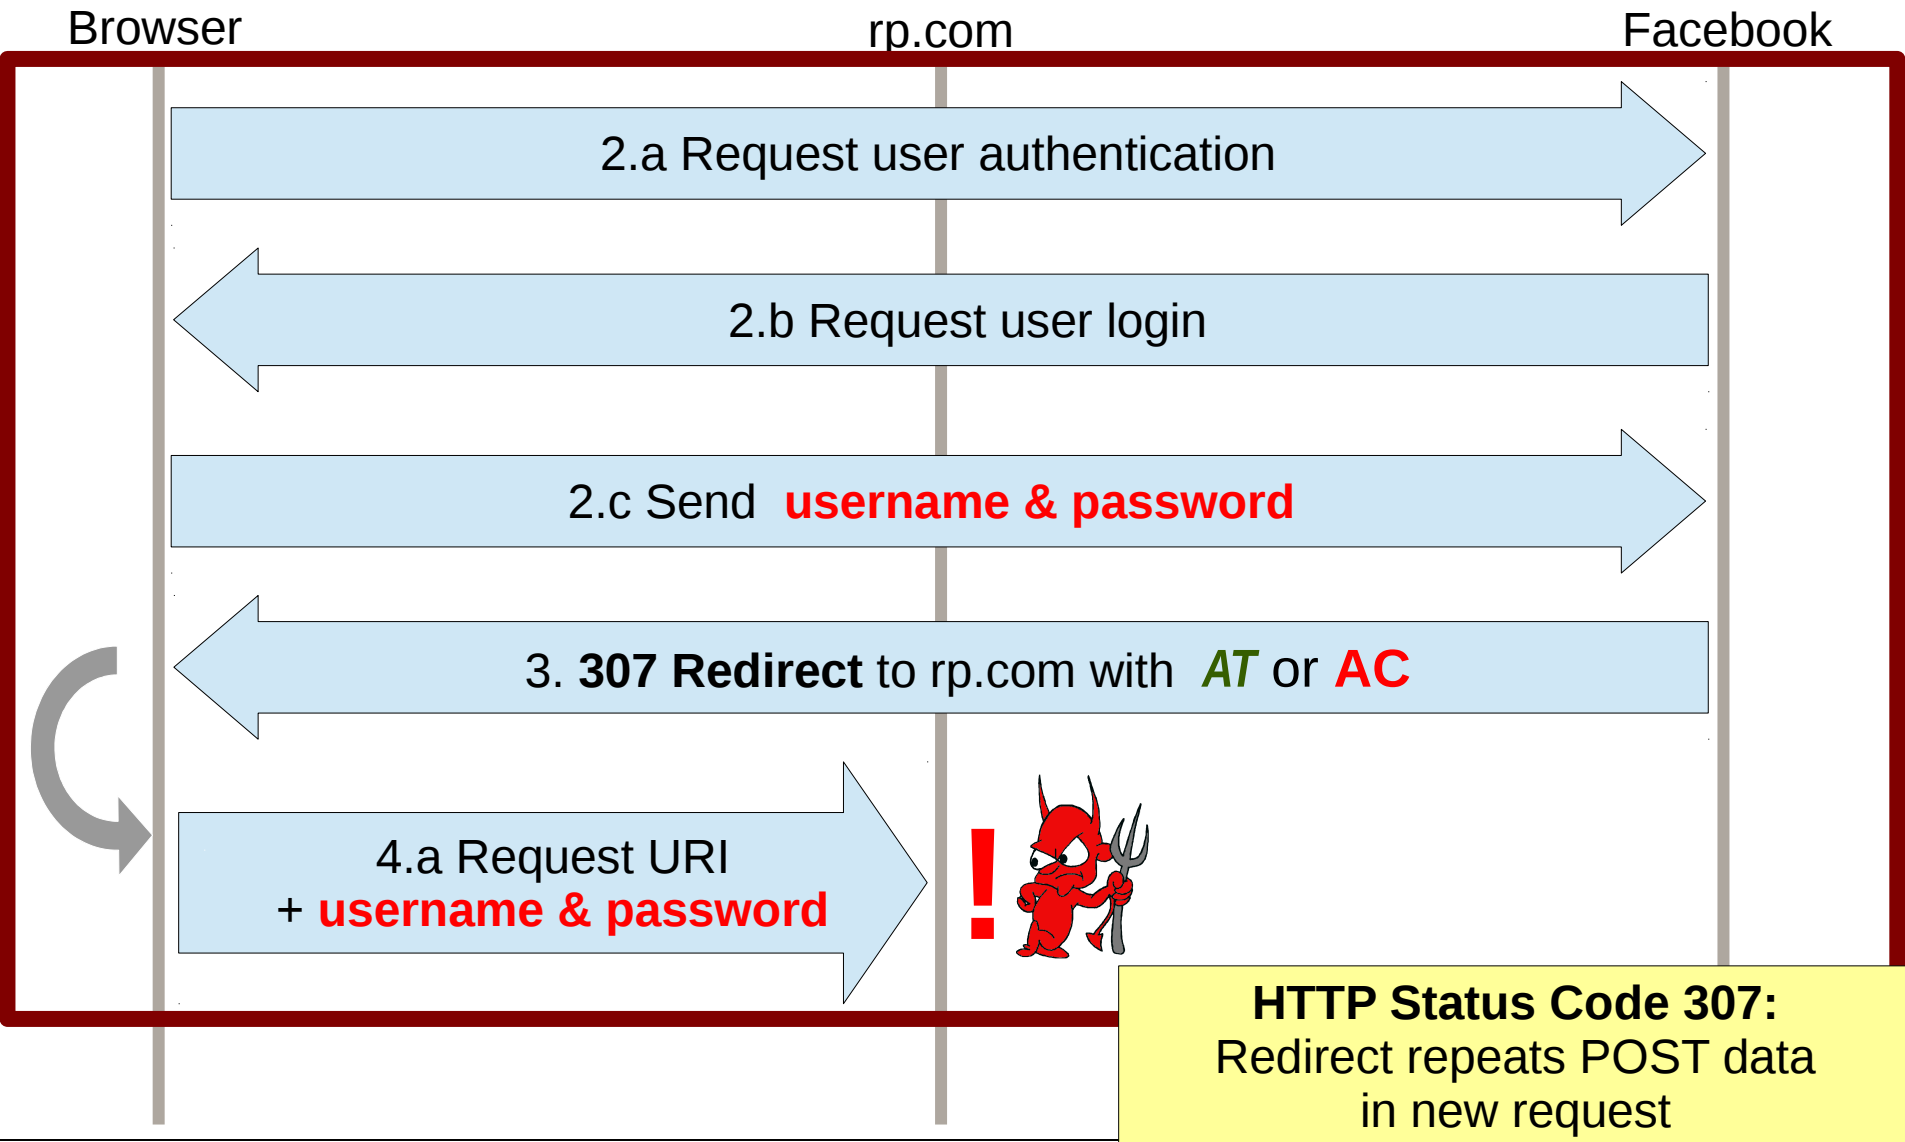 Browser
rp.com
Facebook
2.a Request user authentication
2.b Request user login
2.c Send username & password
3. 307 Redirect to rp.com with AT or AC
4.a Request URI
+ username & password
!
HTTP Status Code 307:
Redirect repeats POST data
in new request